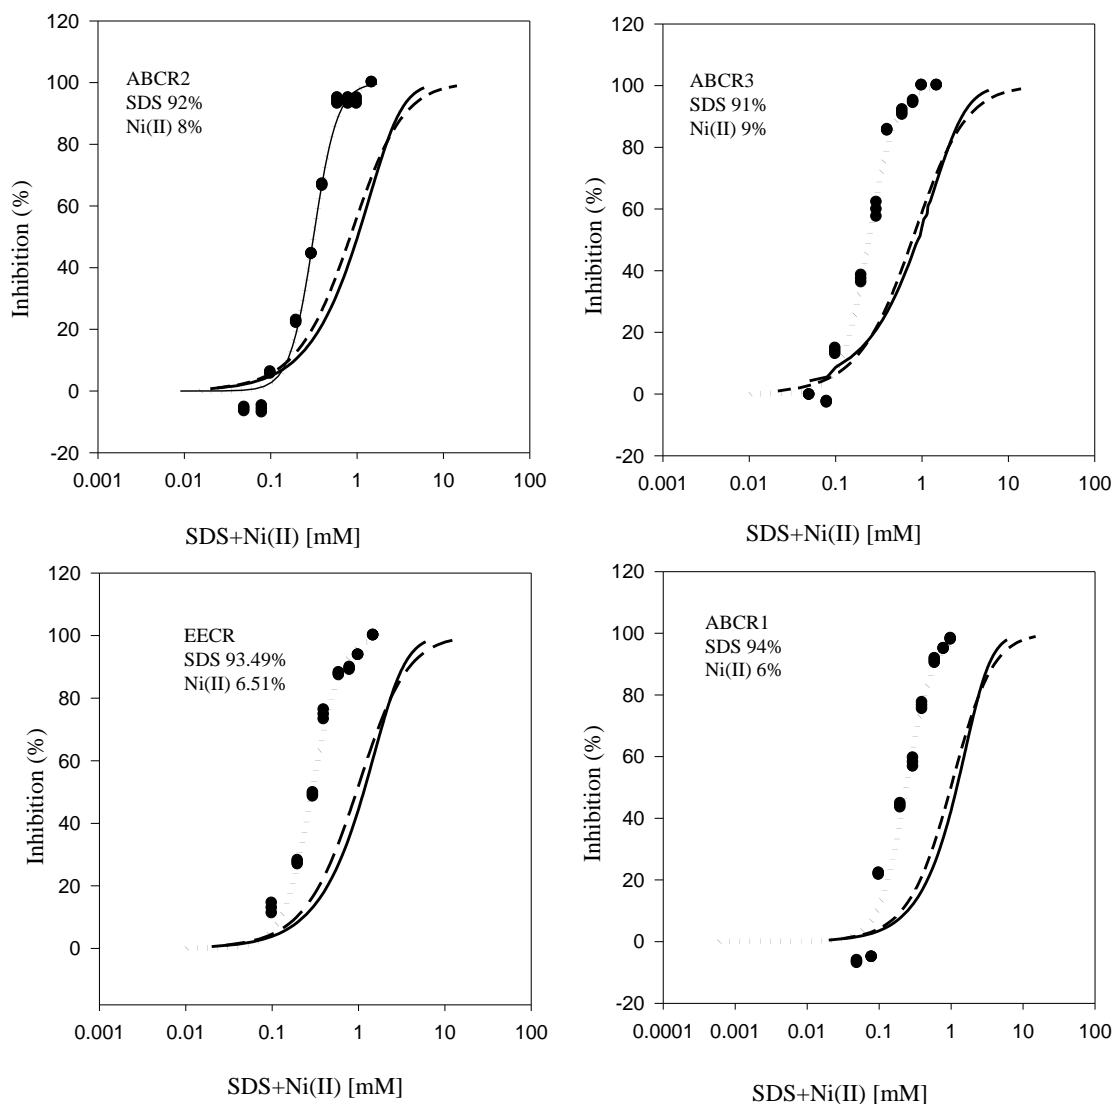 120
100
80
60
40
20
0
-20
Inhibition (%)
ABCR2
SDS 92%
Ni(II) 8%
0.001 0.01 0.1 1 10 100
SDS+Ni(II) [mM]
120
100
80
60
40
20
0
-20
Inhibition (%)
ABCR3
SDS 91%
Ni(II) 9%
0.001 0.01 0.1 1 10 100
SDS+Ni(II) [mM]
120
100
80
60
40
20
0
Inhibition (%)
EECR
SDS 93.49%
Ni(II) 6.51%
0.001 0.01 0.1 1 10 100
SDS+Ni(II) [mM]
120
100
80
60
40
20
0
-20
Inhibition (%)
ABCR1
SDS 94%
Ni(II) 6%
0.0001 0.001 0.01 0.1 1 10 100
SDS+Ni(II) [mM]